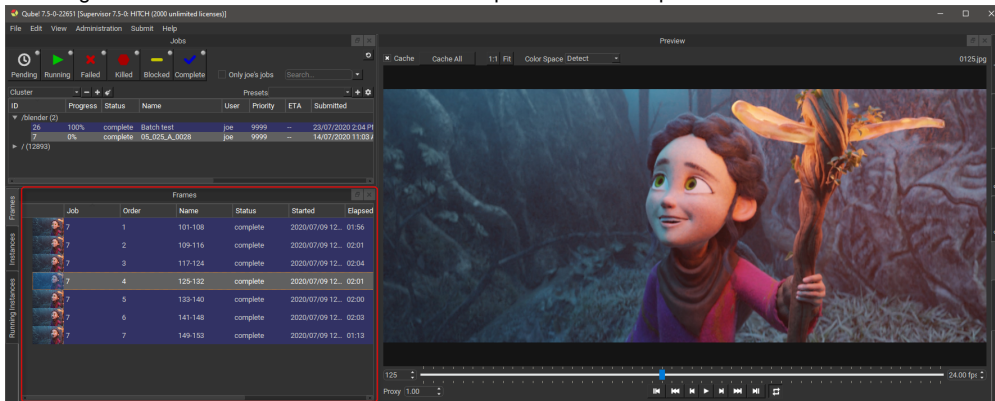 Qube! 7.5-0-22651 [Supervisor 7.5-0: HITCH (2000 unlimited licenses)]
File Edit View Administration Submit Help
Jobs
Pending Running Failed Killed Blocked Complete Only joe's jobs Search...
Cluster Presets
ID Progress Status Name User Priority ETA Submitted
/blender (2)
26 100% complete Batch test joe 9999 -- 23/07/2020 2:04 PM
7 0% complete 05_025_A_0028 joe 9999 -- 14/07/2020 11:03
/ (12893)
Frames
Instances
Running Instances
Frames
Job Order Name Status Started Elapsed
7 1 101-108 complete 2020/07/09 12... 01:56
7 2 109-116 complete 2020/07/09 12... 02:01
7 3 117-124 complete 2020/07/09 12... 02:04
7 4 125-132 complete 2020/07/09 12... 02:01
7 5 133-140 complete 2020/07/09 12... 02:00
7 6 141-148 complete 2020/07/09 12... 02:03
7 7 149-153 complete 2020/07/09 12... 01:13
Preview
Cache Cache All 1:1 Fit Color Space Detect 0125.jpg
125 24.00 fps
Proxy 1.00